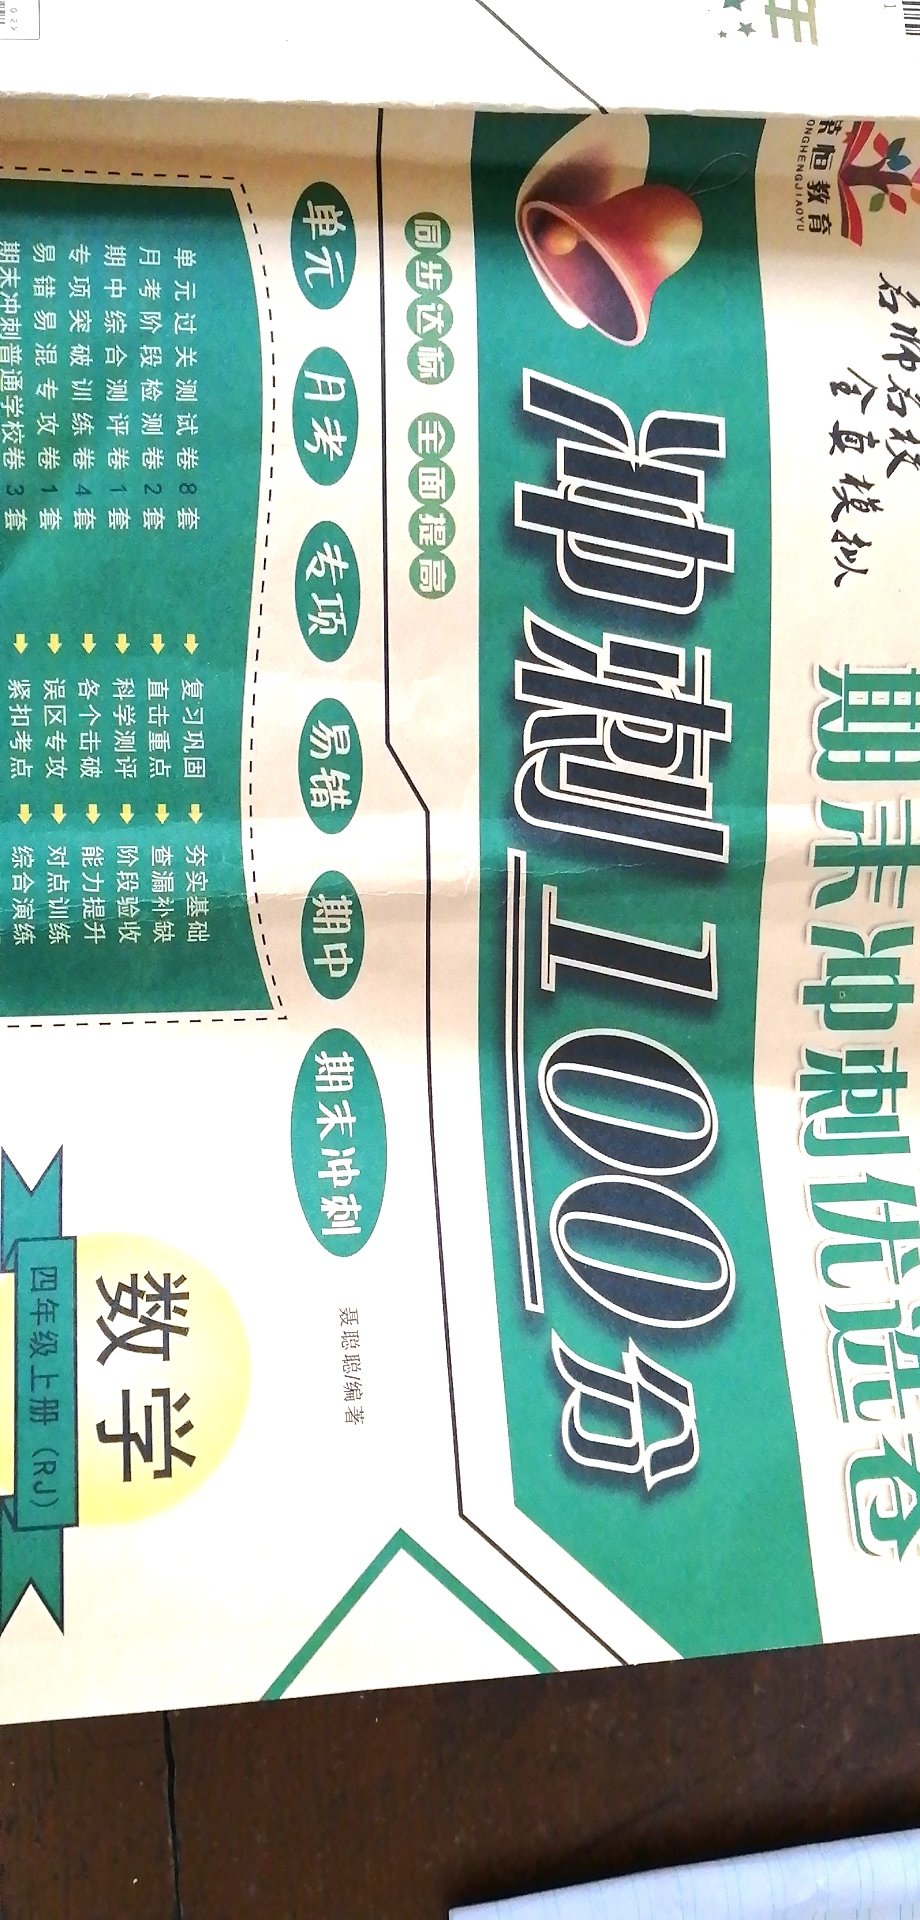 年
荣恒教育
RONGHENGJIAOYU
名师名校
全真模拟
期末冲刺优选卷
冲刺100分
同步达标 全面提高
单元 月考 专项 易错 期中 期末冲刺
聂聪聪/编著
单元过关测试卷8套 复习巩固 夯实基础
月考阶段检测卷2套 直击重点 查漏补缺
期中综合测评卷1套 科学测评 阶段验收
专项突破训练卷4套 各个击破 能力提升
易错易混专攻卷1套 误区专攻 对点训练
期末冲刺普通学校卷3套 紧扣考点 综合演练
数学
四年级上册（RJ）